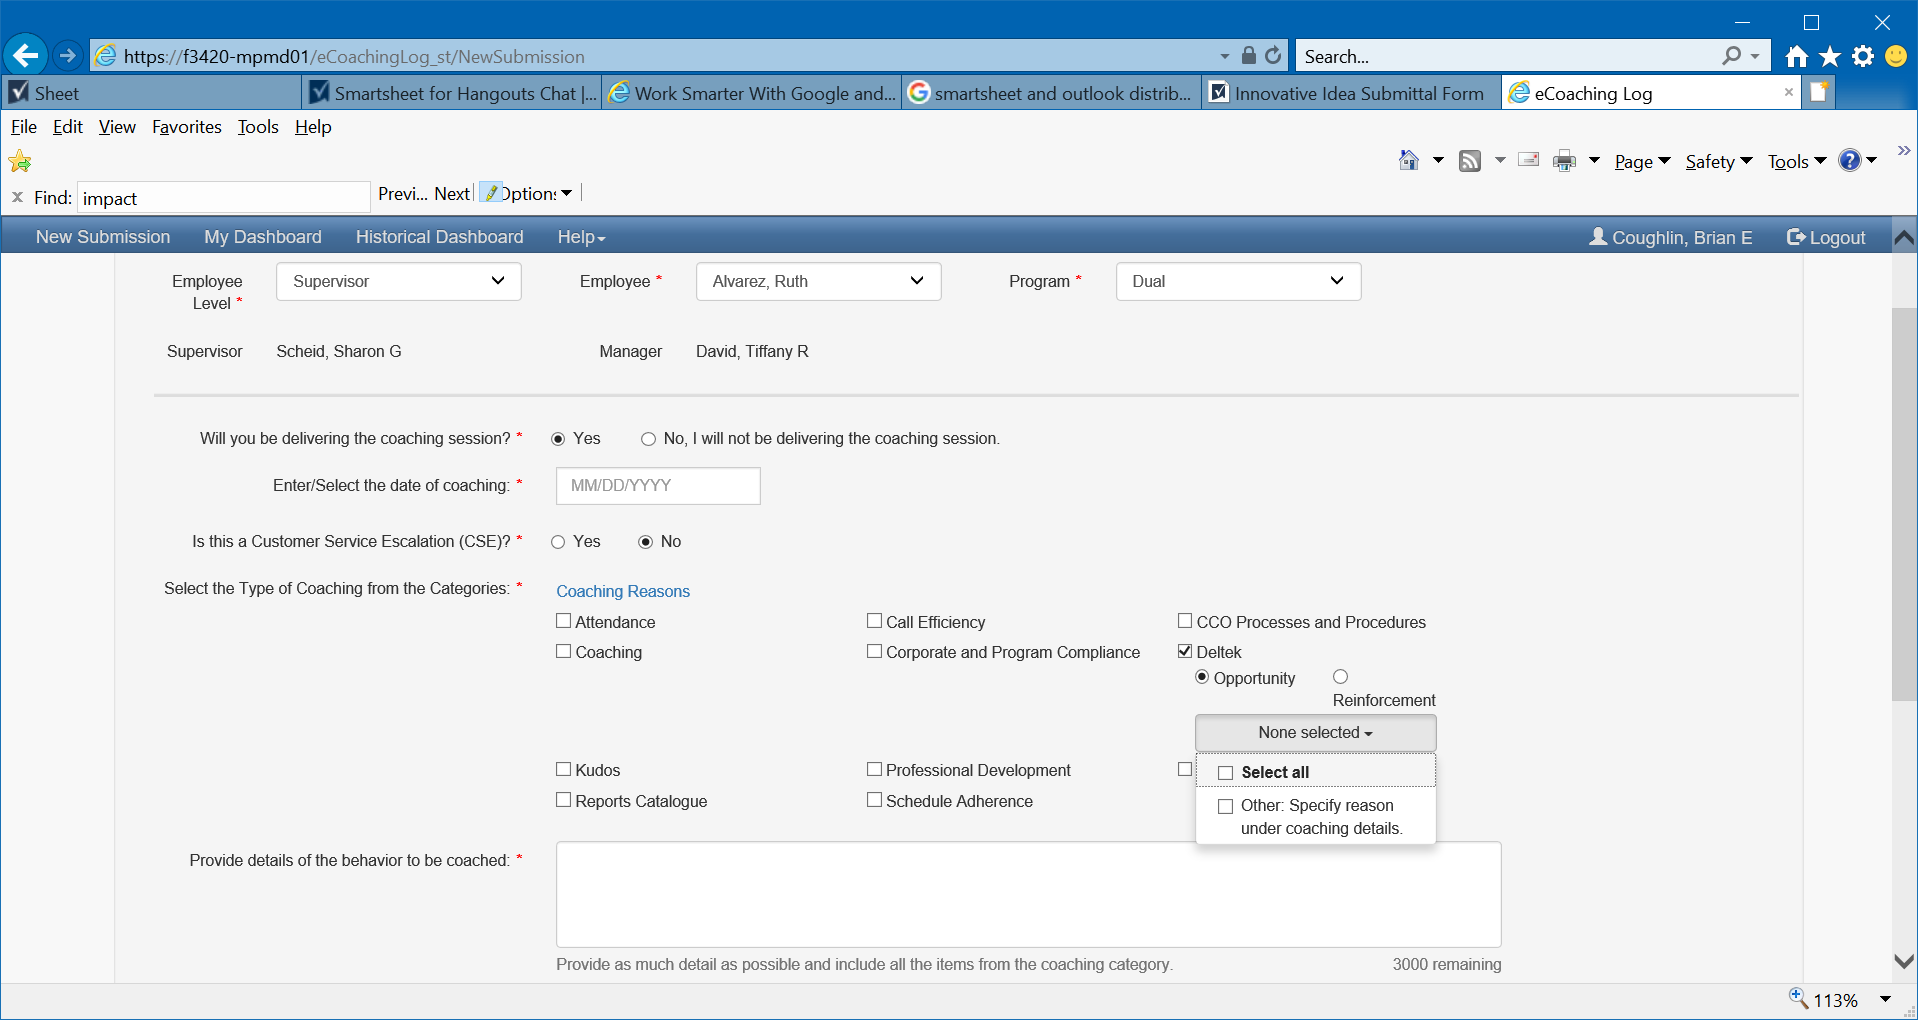 https://f3420-mpmd01/eCoachingLog_st/NewSubmission
Search...
Sheet
Smartsheet for Hangouts Chat |...
Work Smarter With Google and...
smartsheet and outlook distrib...
Innovative Idea Submittal Form
eCoaching Log
File Edit View Favorites Tools Help
Page Safety Tools
Find: impact Previ... Next Options
New Submission My Dashboard Historical Dashboard Help Coughlin, Brian E Logout
Employee Level * Supervisor Employee * Alvarez, Ruth Program * Dual
Supervisor Scheid, Sharon G Manager David, Tiffany R
Will you be delivering the coaching session? * Yes No, I will not be delivering the coaching session.
Enter/Select the date of coaching: * MM/DD/YYYY
Is this a Customer Service Escalation (CSE)? * Yes No
Select the Type of Coaching from the Categories: * Coaching Reasons
Attendance Call Efficiency CCO Processes and Procedures
Coaching Corporate and Program Compliance Deltek
Opportunity Reinforcement
None selected
Select all
Other: Specify reason
under coaching details.
Kudos Professional Development
Reports Catalogue Schedule Adherence
Provide details of the behavior to be coached: *
Provide as much detail as possible and include all the items from the coaching category. 3000 remaining
113%